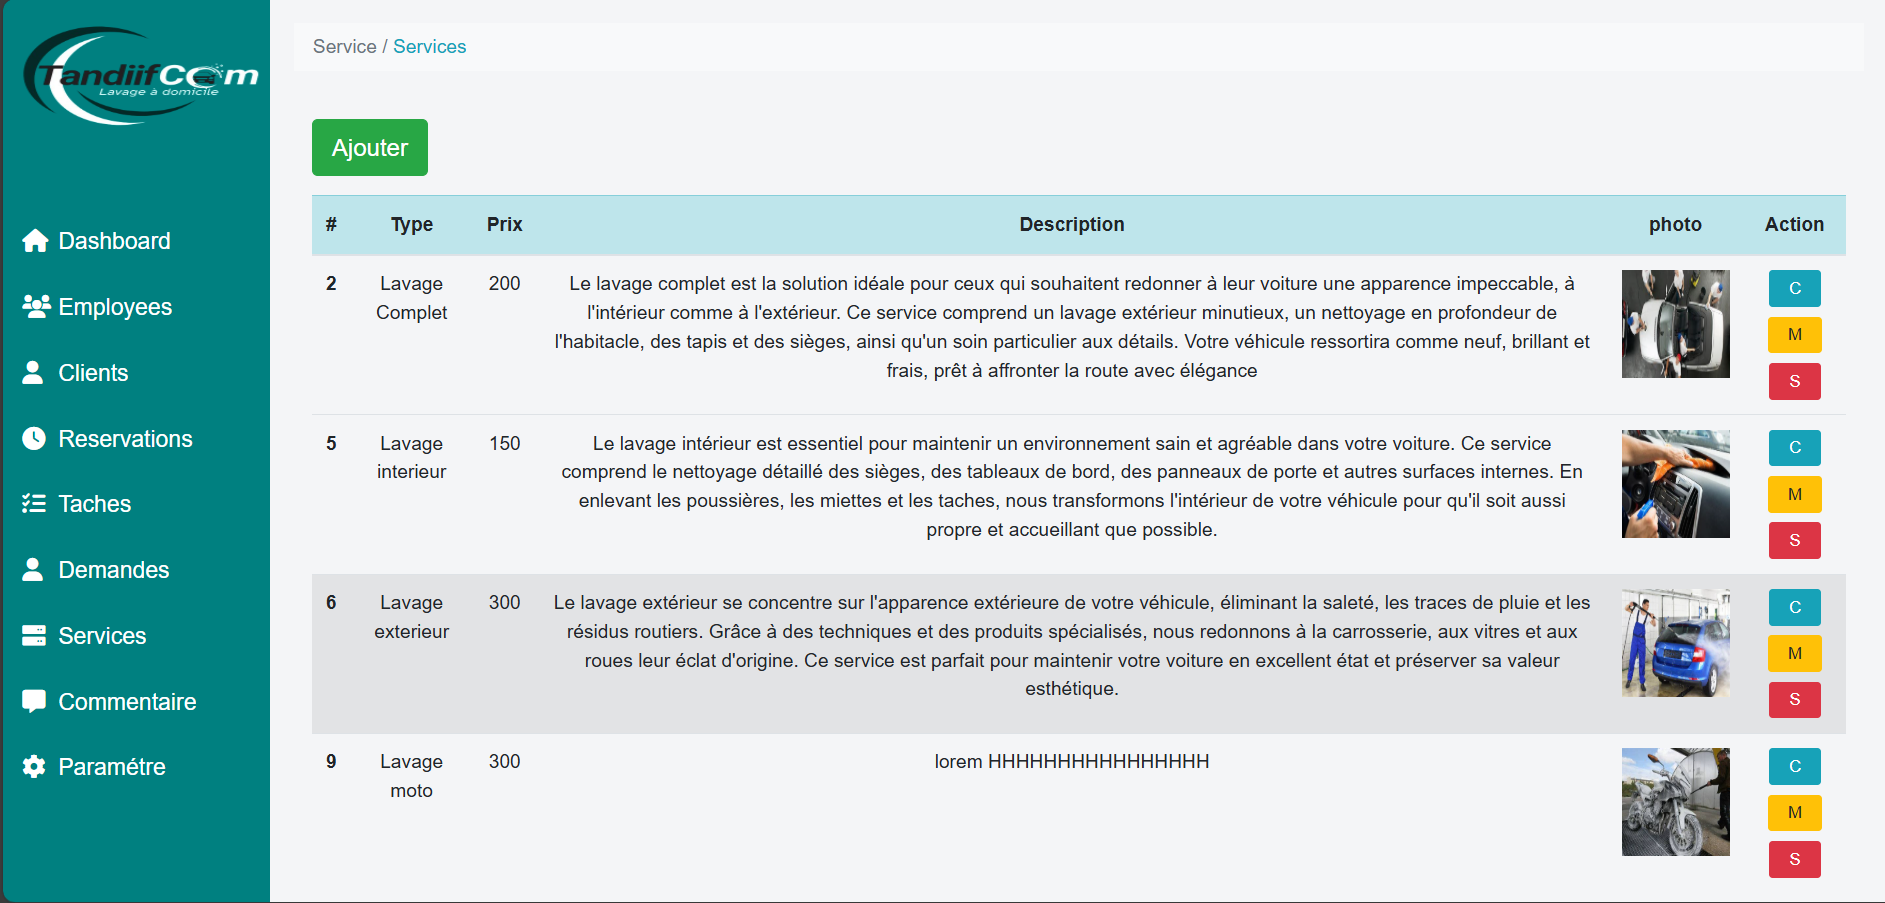 TandiifCom
Lavage à domicile
Dashboard
Employees
Clients
Reservations
Taches
Demandes
Services
Commentaire
Paramétre
Service / Services
Ajouter
# Type Prix Description photo Action
2 Lavage 200 Le lavage complet est la solution idéale pour ceux qui souhaitent redonner à leur voiture une apparence impeccable, à C
Complet l'intérieur comme à l'extérieur. Ce service comprend un lavage extérieur minutieux, un nettoyage en profondeur de
l'habitacle, des tapis et des sièges, ainsi qu'un soin particulier aux détails. Votre véhicule ressortira comme neuf, brillant et M
frais, prêt à affronter la route avec élégance S
5 Lavage 150 Le lavage intérieur est essentiel pour maintenir un environnement sain et agréable dans votre voiture. Ce service C
interieur comprend le nettoyage détaillé des sièges, des tableaux de bord, des panneaux de porte et autres surfaces internes. En
enlevant les poussières, les miettes et les taches, nous transformons l'intérieur de votre véhicule pour qu'il soit aussi M
propre et accueillant que possible. S
6 Lavage 300 Le lavage extérieur se concentre sur l'apparence extérieure de votre véhicule, éliminant la saleté, les traces de pluie et les C
exterieur résidus routiers. Grâce à des techniques et des produits spécialisés, nous redonnons à la carrosserie, aux vitres et aux
roues leur éclat d'origine. Ce service est parfait pour maintenir votre voiture en excellent état et préserver sa valeur M
esthétique. S
9 Lavage 300 lorem HHHHHHHHHHHHHHHH C
moto
M
S